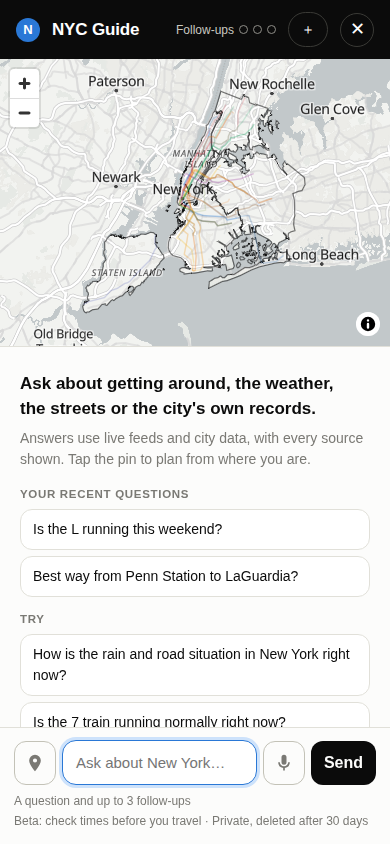 N NYC Guide Follow-ups + ×
+
−
Paterson
New Rochelle
Glen Cove
MANHATTAN
ISLAND
Newark
New York
Long Beach
STATEN ISLAND
Old Bridge
i
Ask about getting around, the weather,
the streets or the city's own records.
Answers use live feeds and city data, with every source
shown. Tap the pin to plan from where you are.
YOUR RECENT QUESTIONS
Is the L running this weekend?
Best way from Penn Station to LaGuardia?
TRY
How is the rain and road situation in New York right
now?
Is the 7 train running normally right now?
Ask about New York… Send
A question and up to 3 follow-ups
Beta: check times before you travel · Private, deleted after 30 days